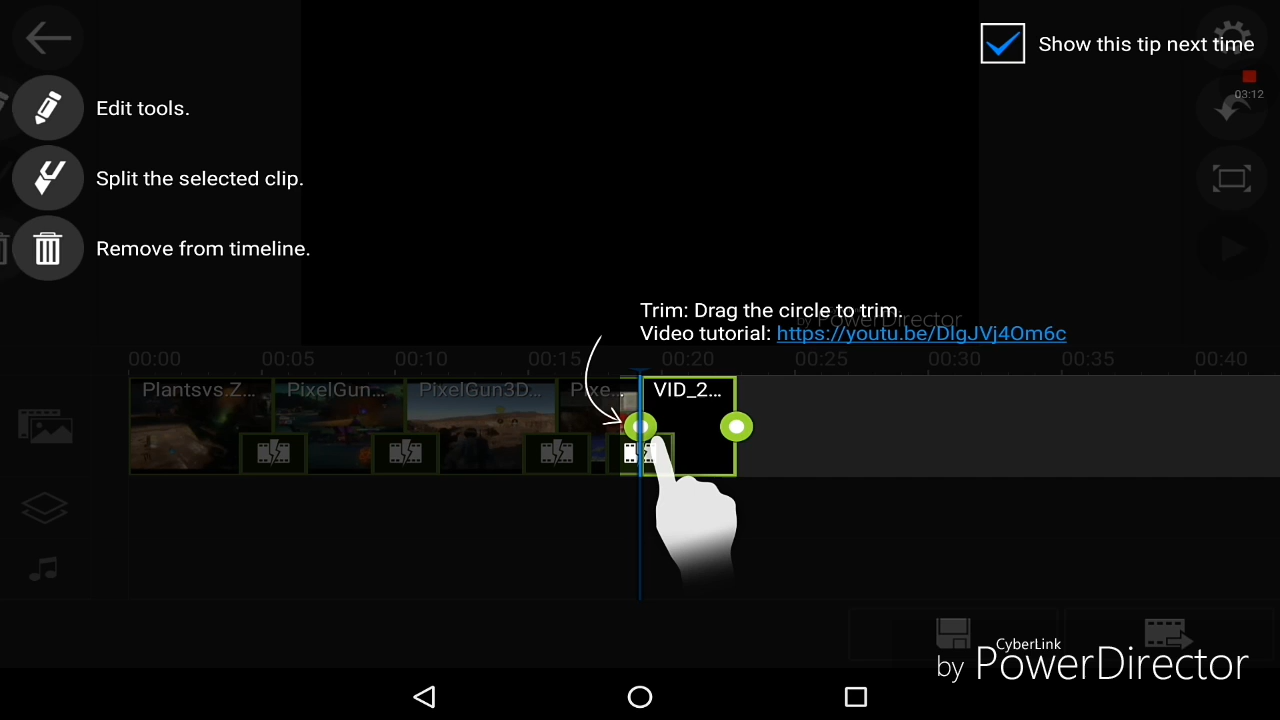 Show this tip next time
03:12
Edit tools.
Split the selected clip.
Remove from timeline.
Trim: Drag the circle to trim.
by PowerDirector
Video tutorial: https://youtu.be/DlgJVj4Om6c
00:00 00:05 00:10 00:15 00:20 00:25 00:30 00:35 00:40
Plantsvs.Z... PixelGun... PixelGun3D... Pixe... VID_2...
CyberLink
by PowerDirector